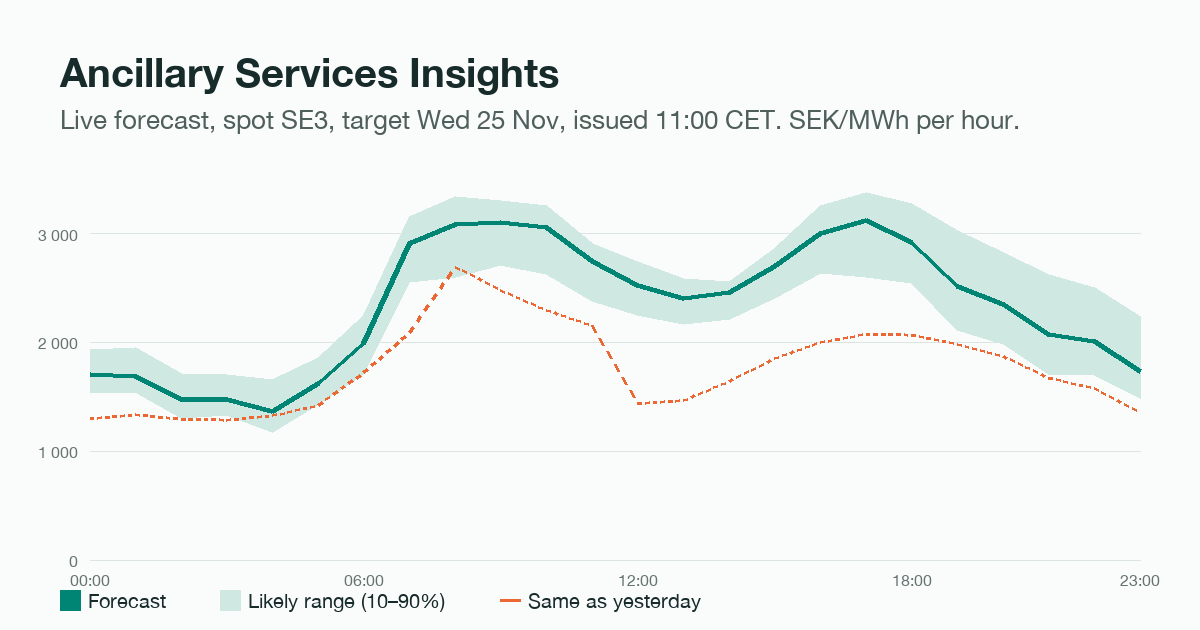 Ancillary Services Insights
Live forecast, spot SE3, target Wed 25 Nov, issued 11:00 CET. SEK/MWh per hour.
3 000
2 000
1 000
0
00:00 06:00 12:00 18:00 23:00
Forecast Likely range (10–90%) Same as yesterday